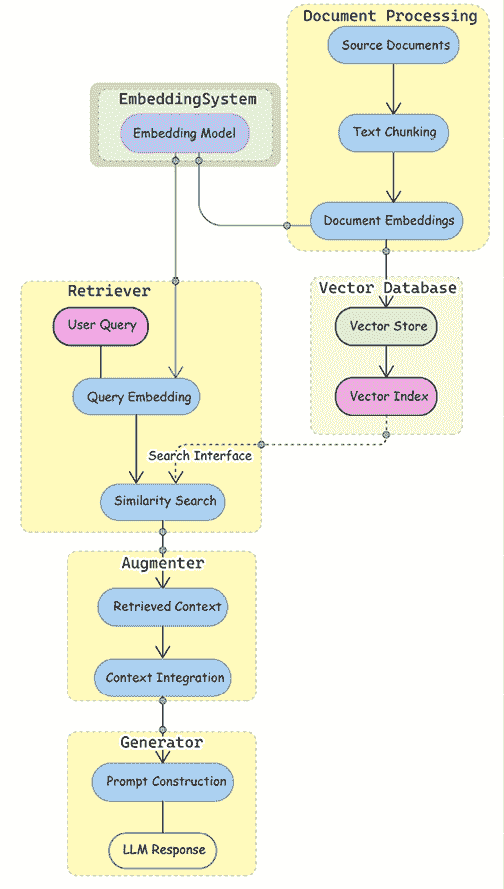 Document Processing
Source Documents
Text Chunking
Document Embeddings
EmbeddingSystem
Embedding Model
Vector Database
Vector Store
Vector Index
Retriever
User Query
Query Embedding
Search Interface
Similarity Search
Augmenter
Retrieved Context
Context Integration
Generator
Prompt Construction
LLM Response